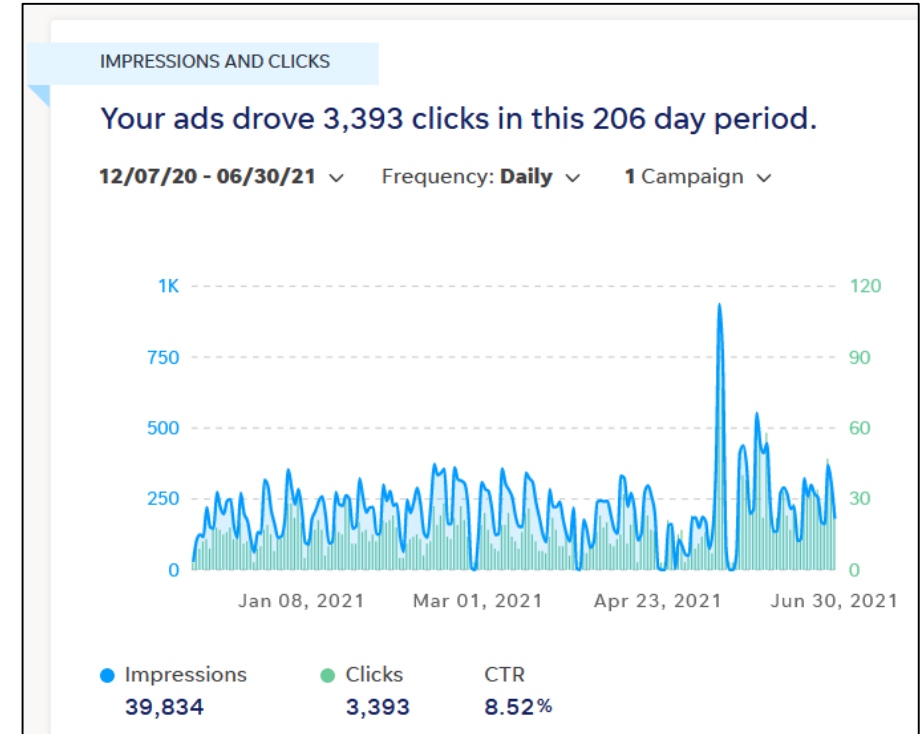 IMPRESSIONS AND CLICKS
Your ads drove 3,393 clicks in this 206 day period.
12/07/20 - 06/30/21 Frequency: Daily 1 Campaign
1K 120
750 90
500 60
250 30
0 0
Jan 08, 2021 Mar 01, 2021 Apr 23, 2021 Jun 30, 2021
Impressions Clicks CTR
39,834 3,393 8.52%